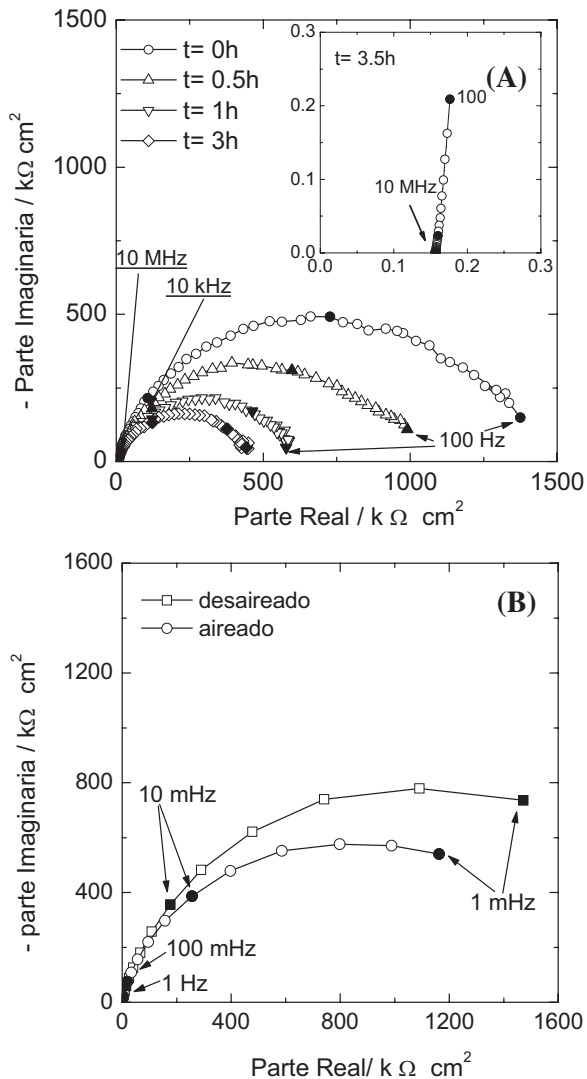 1500
1000
500
0
- Parte Imaginaria / kΩ cm²
t= 0h
t= 0.5h
t= 1h
t= 3h
t= 3.5h
(A)
100
10 MHz
0.3
0.2
0.1
0.0
0.0 0.1 0.2 0.3
10 MHz
10 kHz
100 Hz
0 500 1000 1500
Parte Real / k Ω cm²
1600
1200
800
400
0
- parte Imaginaria / kΩ cm²
desaireado
aireado
(B)
10 mHz
1 mHz
100 mHz
1 Hz
0 400 800 1200 1600
Parte Real/ k Ω cm²